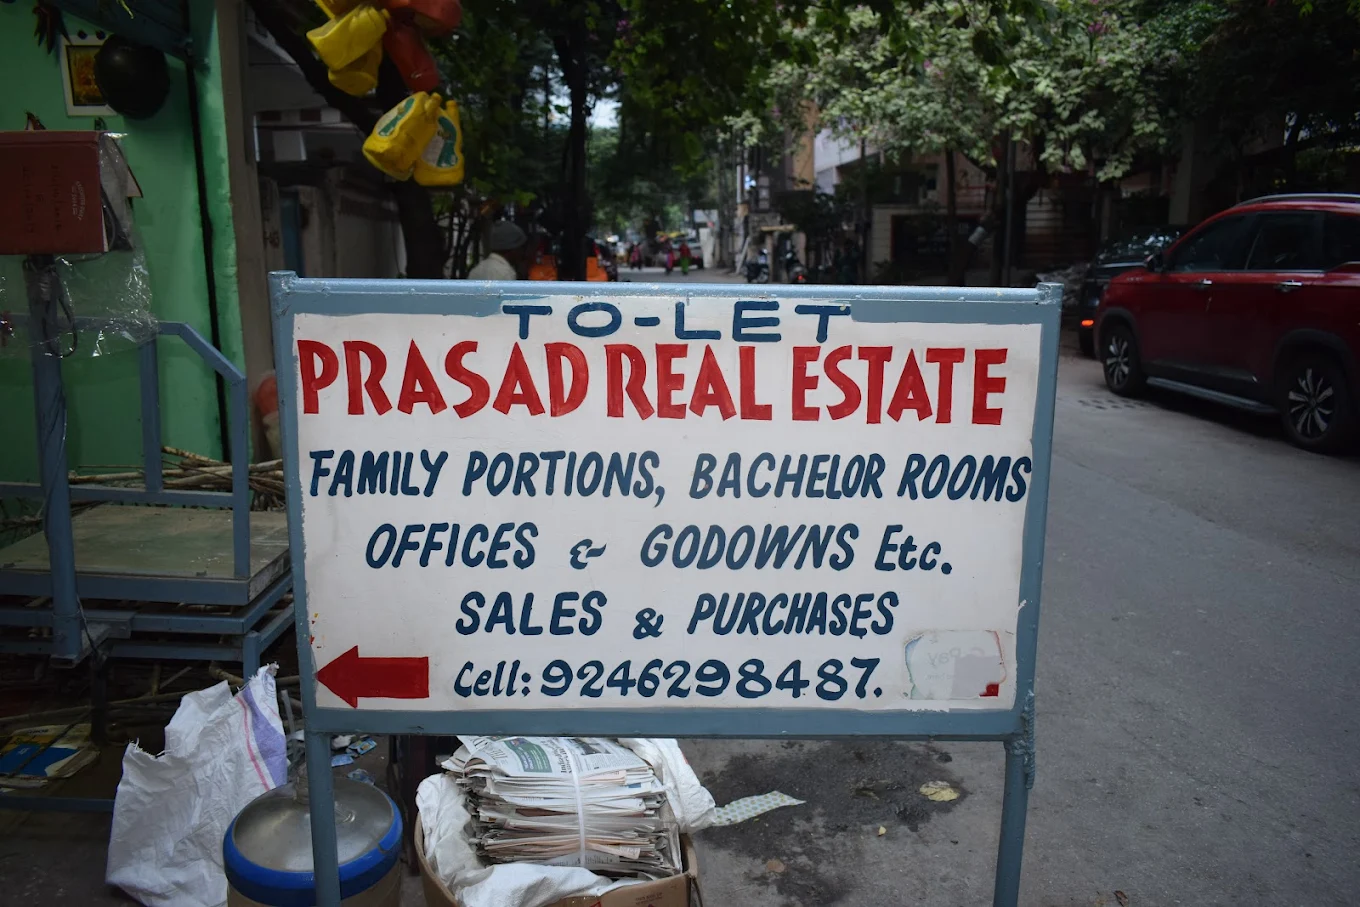 TO-LET
PRASAD REAL ESTATE
FAMILY PORTIONS, BACHELOR ROOMS
OFFICES & GODOWNS Etc.
SALES & PURCHASES
Cell: 9246298487.